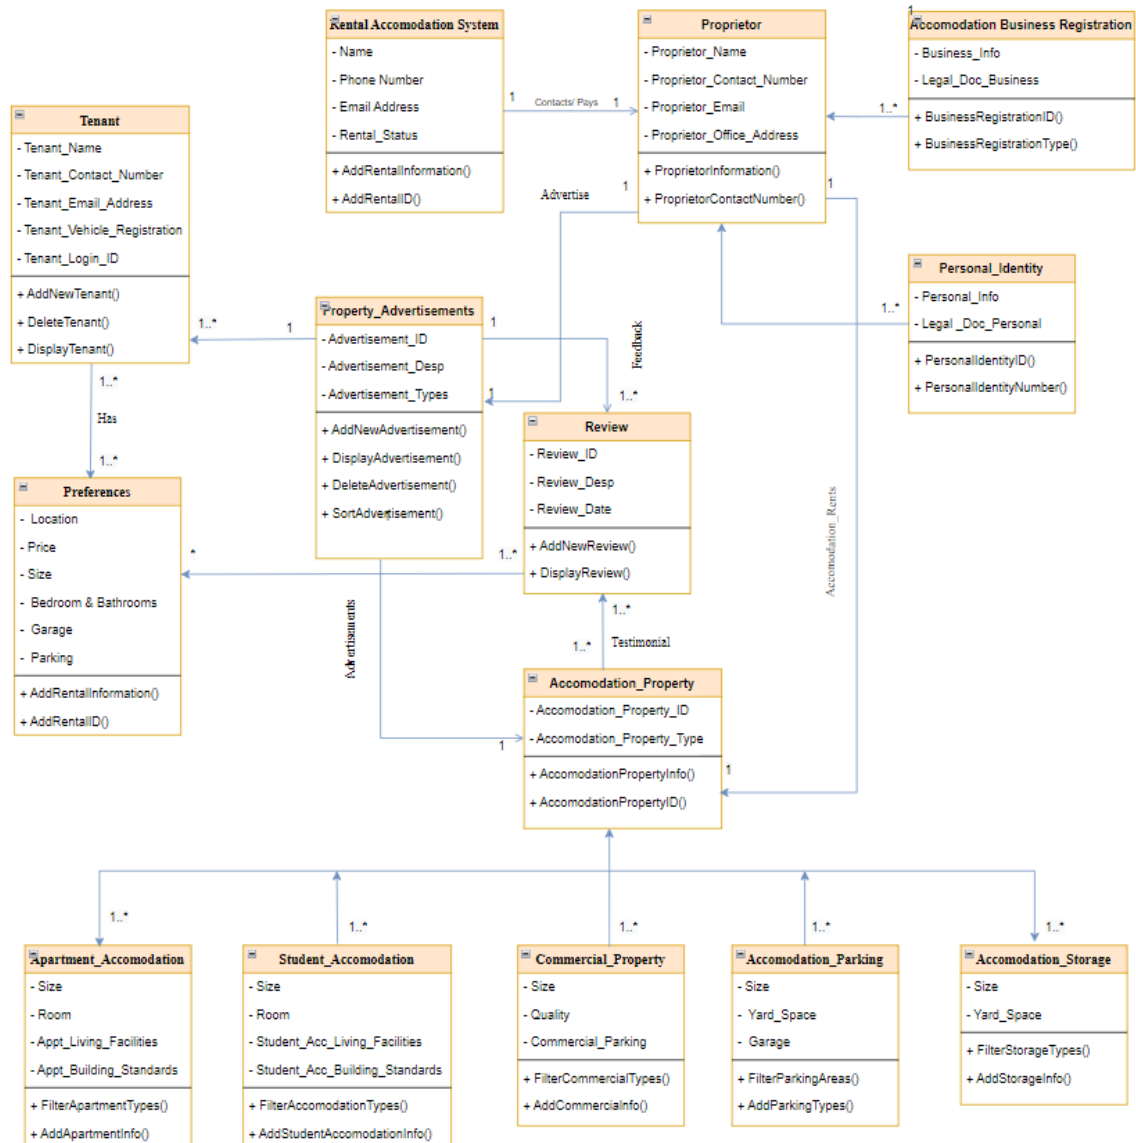 Rental Accomodation System
- Name
- Phone Number
- Email Address
- Rental_Status
+ AddRentalInformation()
+ AddRentalID()
1
Contacts/ Pays
1
Proprietor
- Proprietor_Name
- Proprietor_Contact_Number
- Proprietor_Email
- Proprietor_Office_Address
+ ProprietorInformation()
+ ProprietorContactNumber()
1
Accomodation Business Registration
- Business_Info
- Legal_Doc_Business
+ BusinessRegistrationID()
+ BusinessRegistrationType()
1..*
Tenant
- Tenant_Name
- Tenant_Contact_Number
- Tenant_Email_Address
- Tenant_Vehicle_Registration
- Tenant_Login_ID
+ AddNewTenant()
+ DeleteTenant()
+ DisplayTenant()
1..*
1
Advertise
1
1
Personal_Identity
- Personal_Info
- Legal _Doc_Personal
+ PersonalIdentityID()
+ PersonalIdentityNumber()
1..*
Property_Advertisements
- Advertisement_ID
- Advertisement_Desp
- Advertisement_Types
+ AddNewAdvertisement()
+ DisplayAdvertisement()
+ DeleteAdvertisement()
+ SortAdvertisement()
1
1
Feedback
1..*
1..*
Has
1..*
Review
- Review_ID
- Review_Desp
- Review_Date
+ AddNewReview()
+ DisplayReview()
Preferences
- Location
- Price
- Size
- Bedroom & Bathrooms
- Garage
- Parking
+ AddRentalInformation()
+ AddRentalID()
*
1..*
Accomodation_Rents
1..*
1..*
Testimonial
Advertisements
1
Accomodation_Property
- Accomodation_Property_ID
- Accomodation_Property_Type
+ AccomodationPropertyInfo()
+ AccomodationPropertyID()
1
1..*
1..*
1..*
1..*
1..*
Apartment_Accomodation
- Size
- Room
- Appt_Living_Facilities
- Appt_Building_Standards
+ FilterApartmentTypes()
+ AddApartmentInfo()
Student_Accomodation
- Size
- Room
- Student_Acc_Living_Facilities
- Student_Acc_Building_Standards
+ FilterAccomodationTypes()
+ AddStudentAccomodationInfo()
Commercial_Property
- Size
- Quality
- Commercial_Parking
+ FilterCommercialTypes()
+ AddCommerciaInfo()
Accomodation_Parking
- Size
- Yard_Space
- Garage
+ FilterParkingAreas()
+ AddParkingTypes()
Accomodation_Storage
- Size
- Yard_Space
+ FilterStorageTypes()
+ AddStorageInfo()